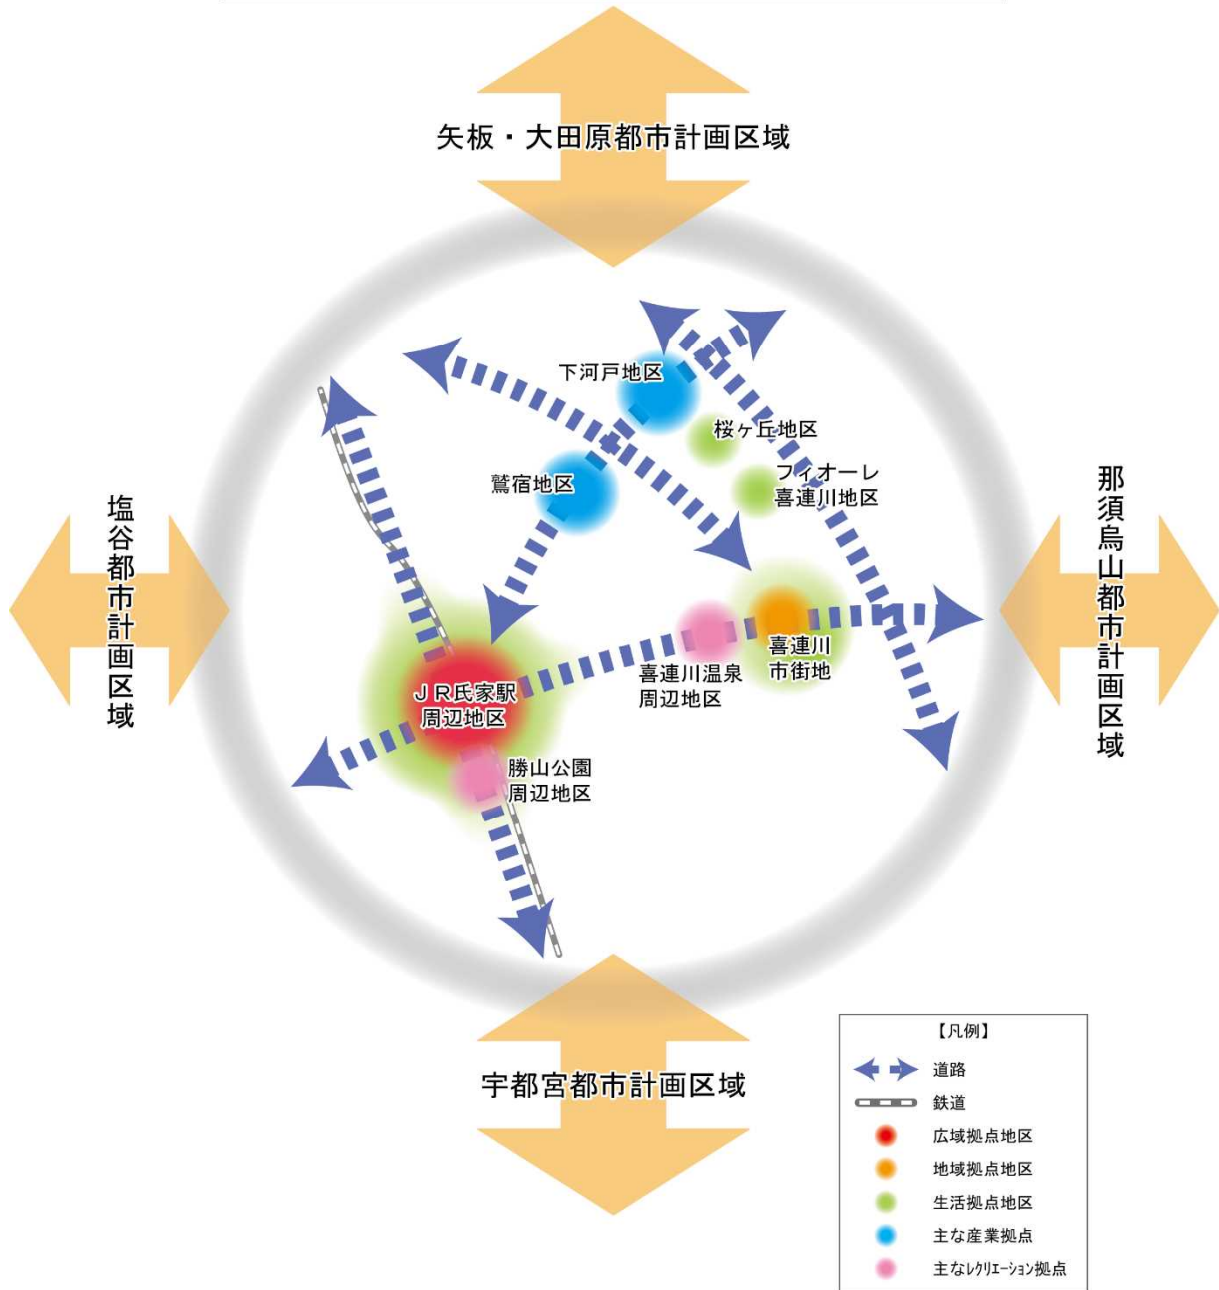 矢板・大田原都市計画区域
下河戸地区
桜ヶ丘地区
鷲宿地区
フィオーレ
喜連川地区
塩谷都市計画区域
那須烏山都市計画区域
喜連川
市街地
喜連川温泉
周辺地区
ＪＲ氏家駅
周辺地区
勝山公園
周辺地区
宇都宮都市計画区域
【凡例】
道路
鉄道
広域拠点地区
地域拠点地区
生活拠点地区
主な産業拠点
主なﾚｸﾘｴｰｼｮﾝ拠点